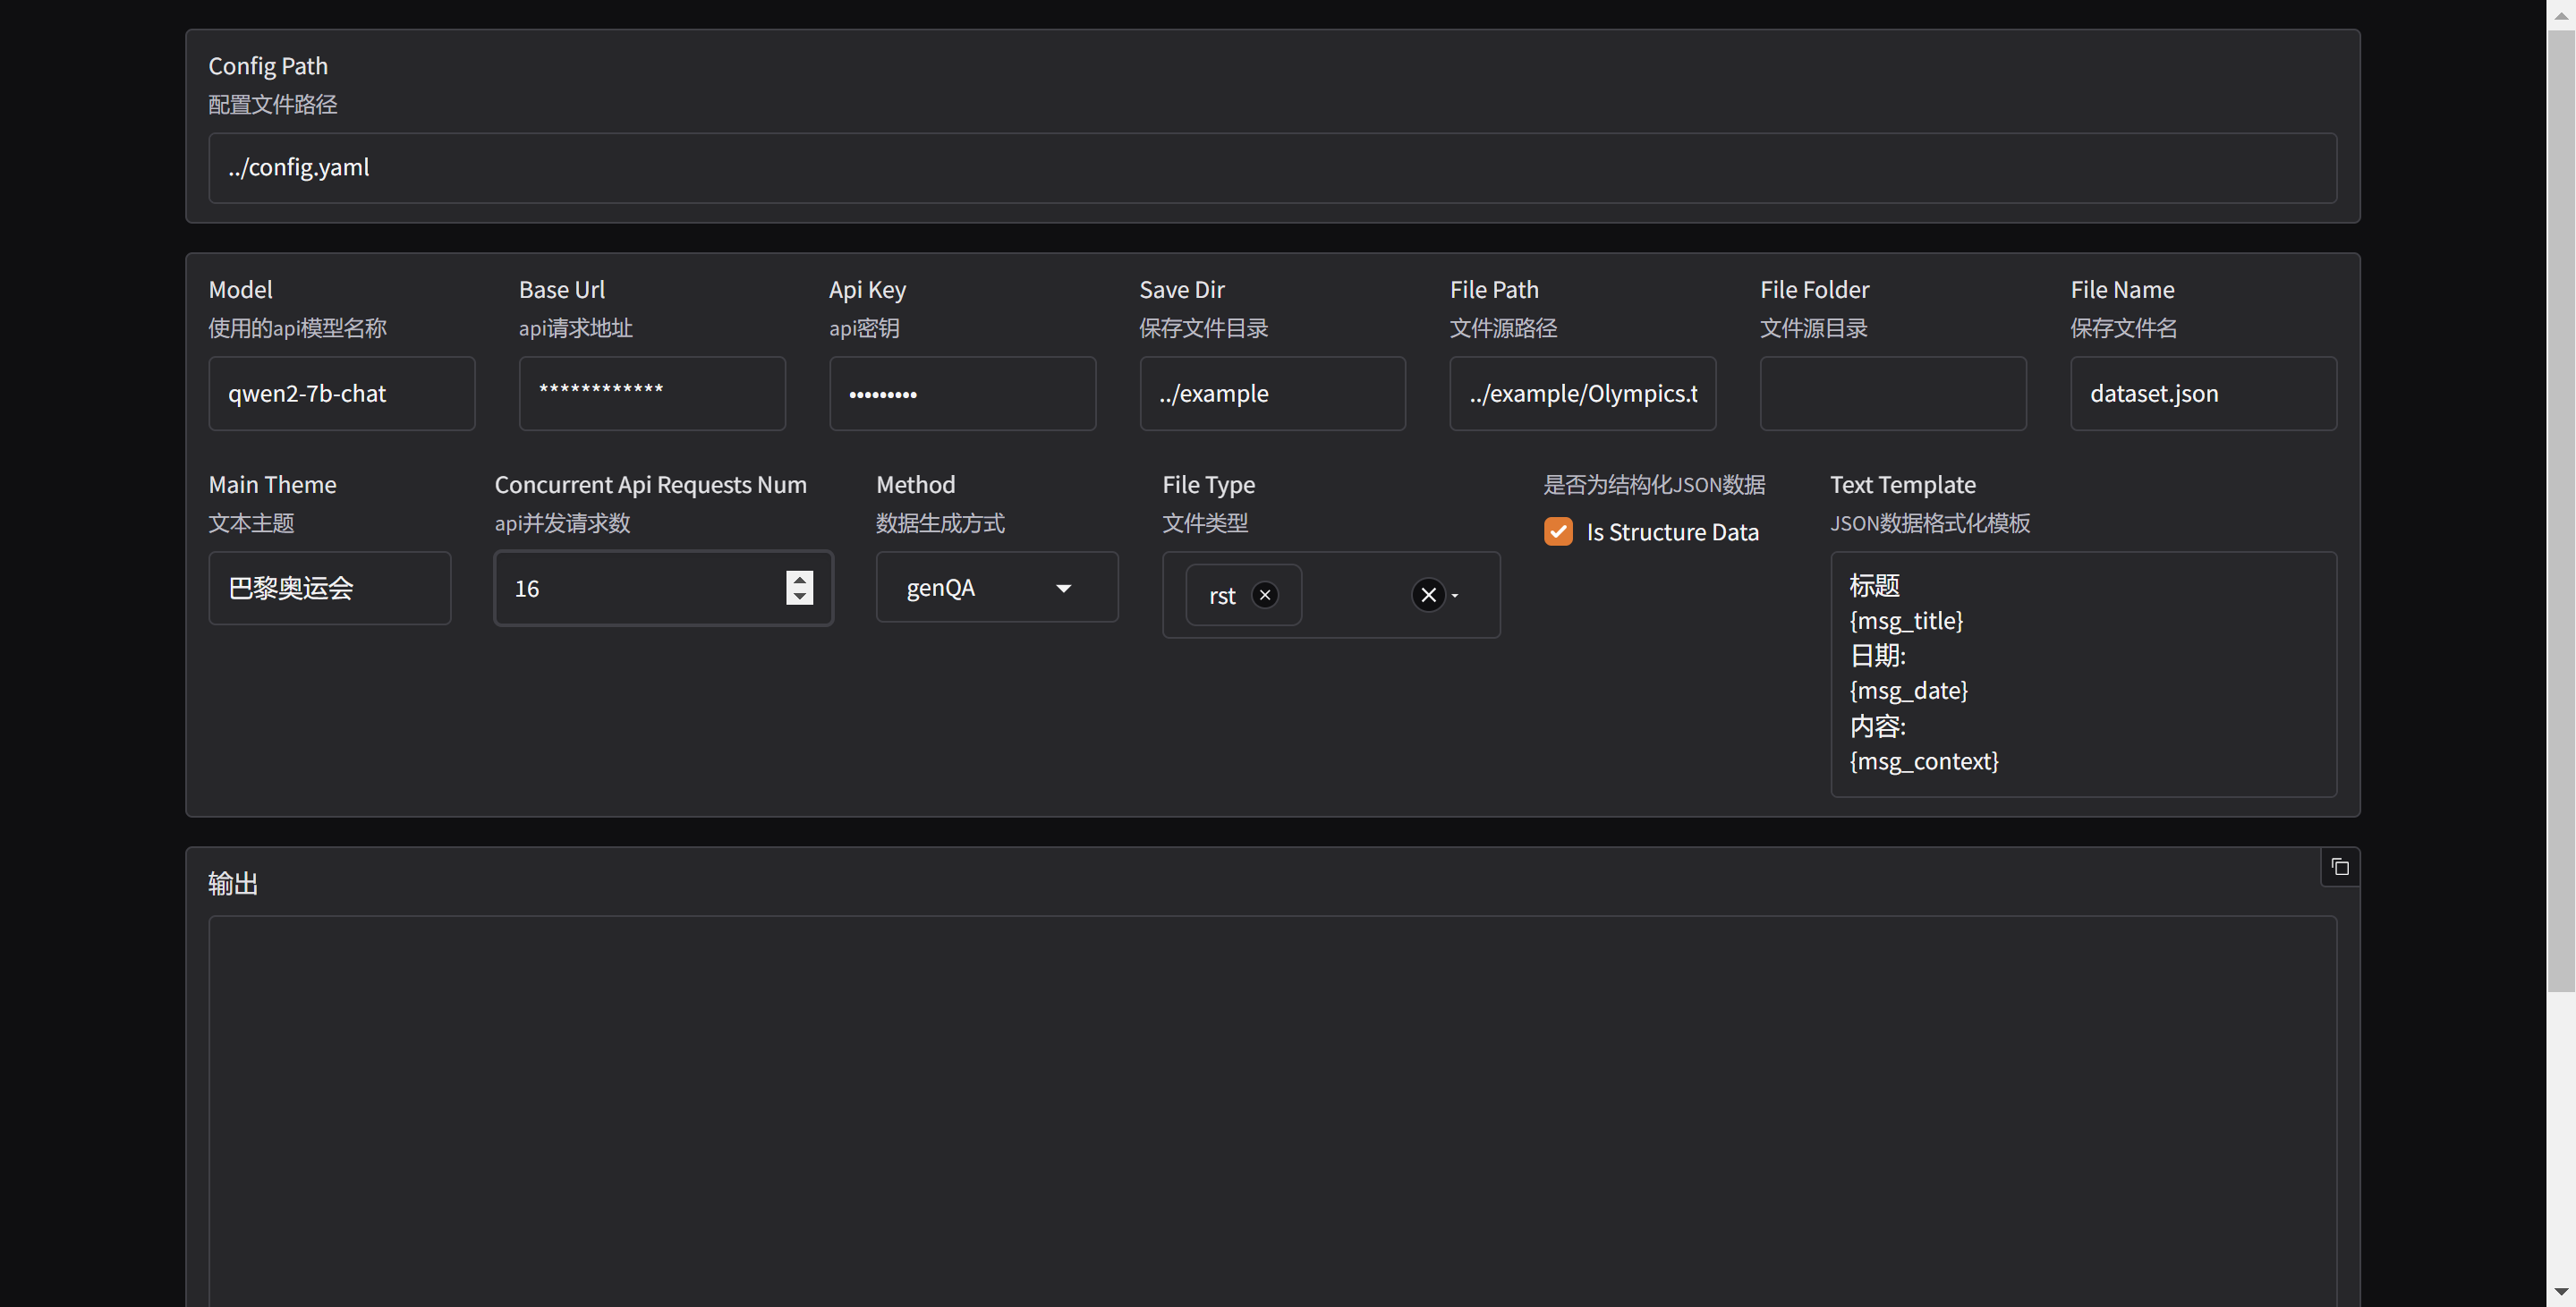 Config Path
配置文件路径
../config.yaml
Model
使用的api模型名称
qwen2-7b-chat
Base Url
api请求地址
************
Api Key
api密钥
•••••••••
Save Dir
保存文件目录
../example
File Path
文件源路径
../example/Olympics.t
File Folder
文件源目录
File Name
保存文件名
dataset.json
Main Theme
文本主题
巴黎奥运会
Concurrent Api Requests Num
api并发请求数
16
Method
数据生成方式
genQA
File Type
文件类型
rst
是否为结构化JSON数据
Is Structure Data
Text Template
JSON数据格式化模板
标题
{msg_title}
日期:
{msg_date}
内容:
{msg_context}
输出